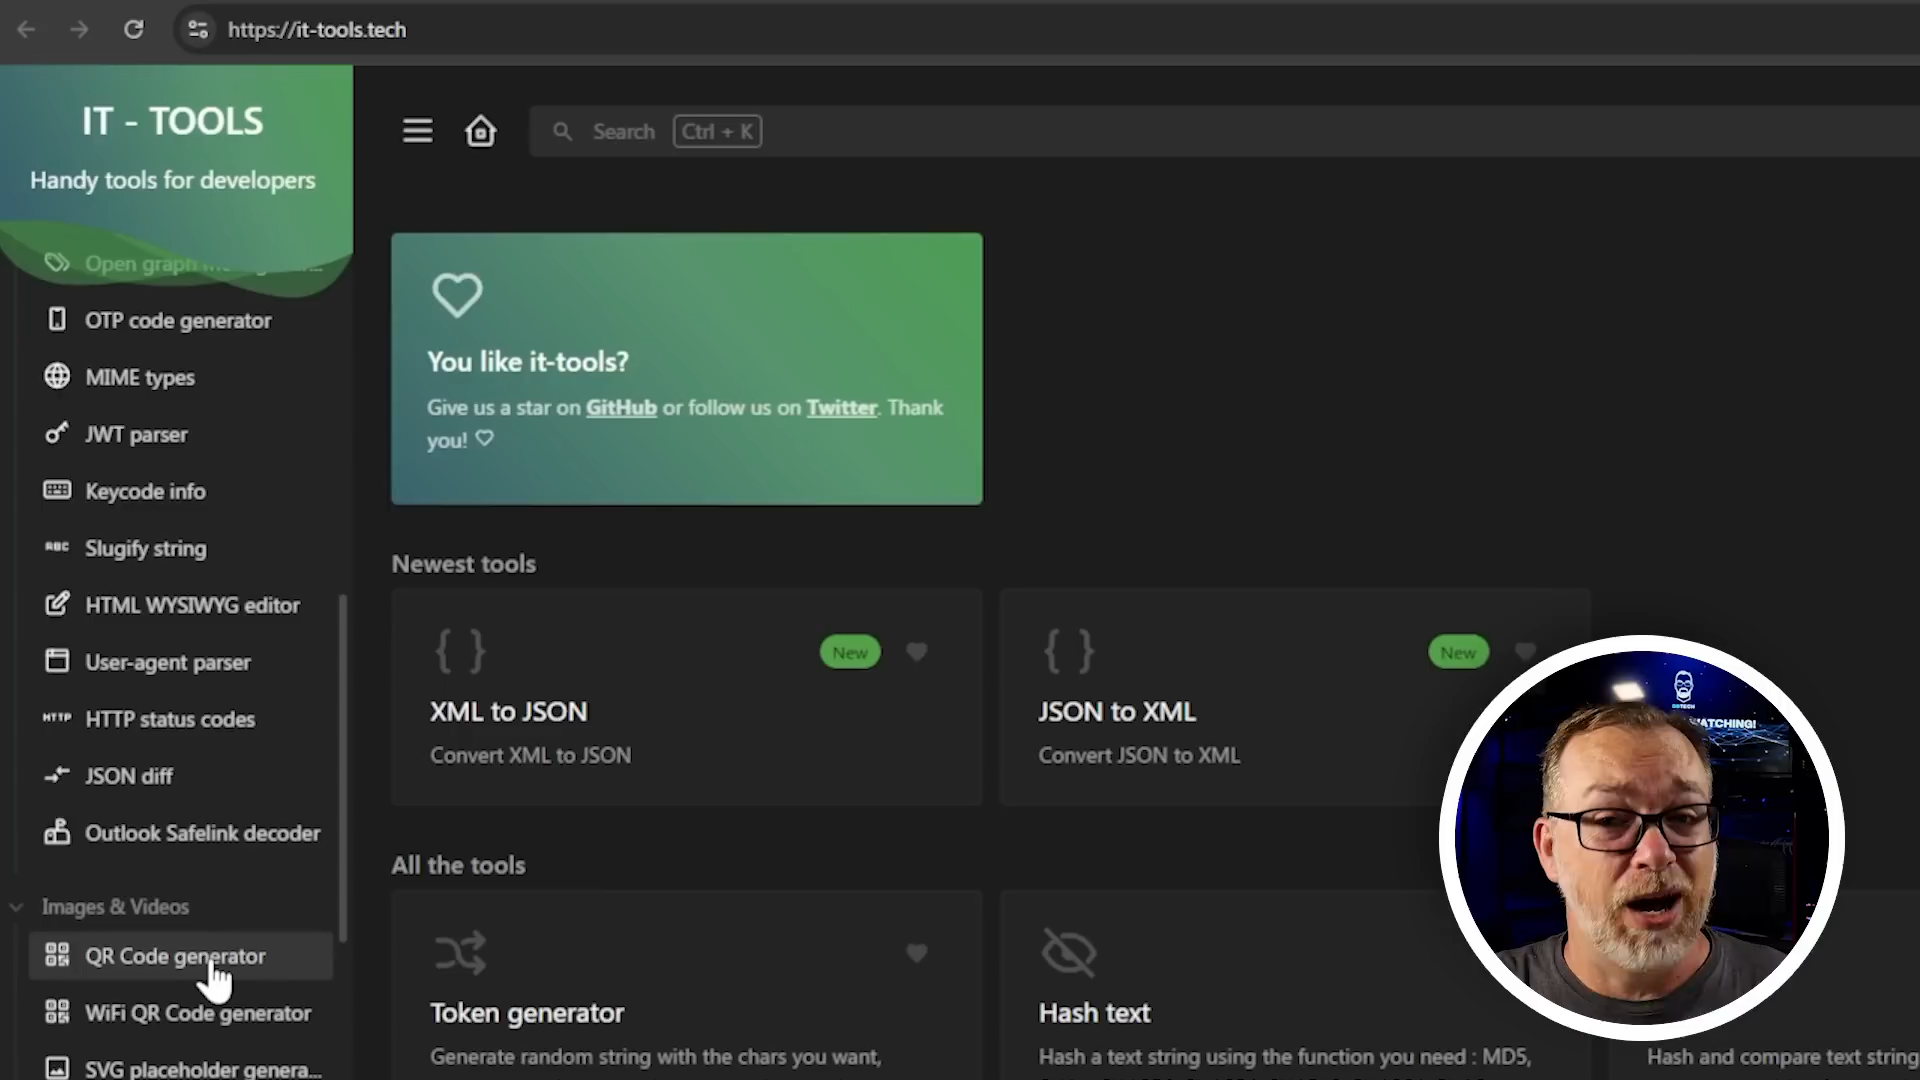 https://it-tools.tech
IT - TOOLS
Handy tools for developers
Search Ctrl + K
Open graph
OTP code generator
MIME types
JWT parser
Keycode info
Slugify string
HTML WYSIWYG editor
User-agent parser
HTTP HTTP status codes
JSON diff
Outlook Safelink decoder
Images & Videos
QR Code generator
WiFi QR Code generator
SVG placeholder genera...
You like it-tools?
Give us a star on GitHub or follow us on Twitter. Thank
you! ♡
Newest tools
New
XML to JSON
Convert XML to JSON
New
JSON to XML
Convert JSON to XML
All the tools
Token generator
Generate random string with the chars you want,
Hash text
Hash a text string using the function you need : MD5,
Hash and compare text string
DBTECH
WATCHING!